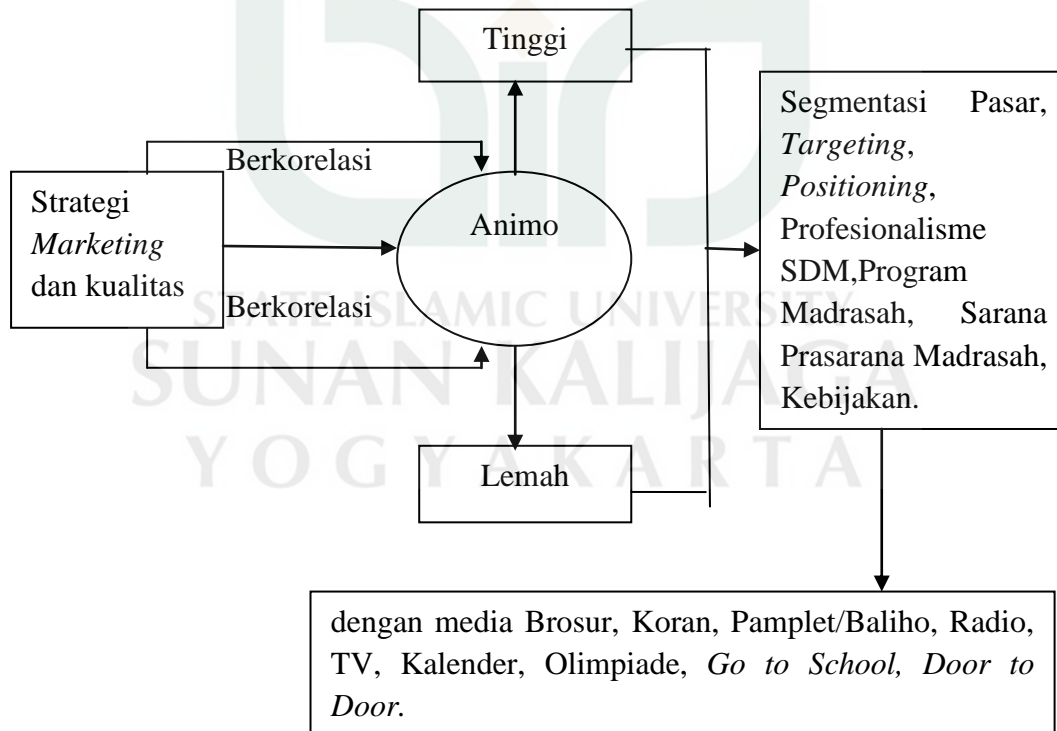 Tinggi
Segmentasi Pasar,
Targeting,
Positioning,
Profesionalisme
SDM,Program
Madrasah, Sarana
Prasarana Madrasah,
Kebijakan.
Berkorelasi
Strategi
Marketing
dan kualitas
Animo
Berkorelasi
STATE ISLAMIC UNIVERSITY
SUNAN KALIJAGA
YOGYAKARTA
Lemah
dengan media Brosur, Koran, Pamplet/Baliho, Radio,
TV, Kalender, Olimpiade, Go to School, Door to
Door.